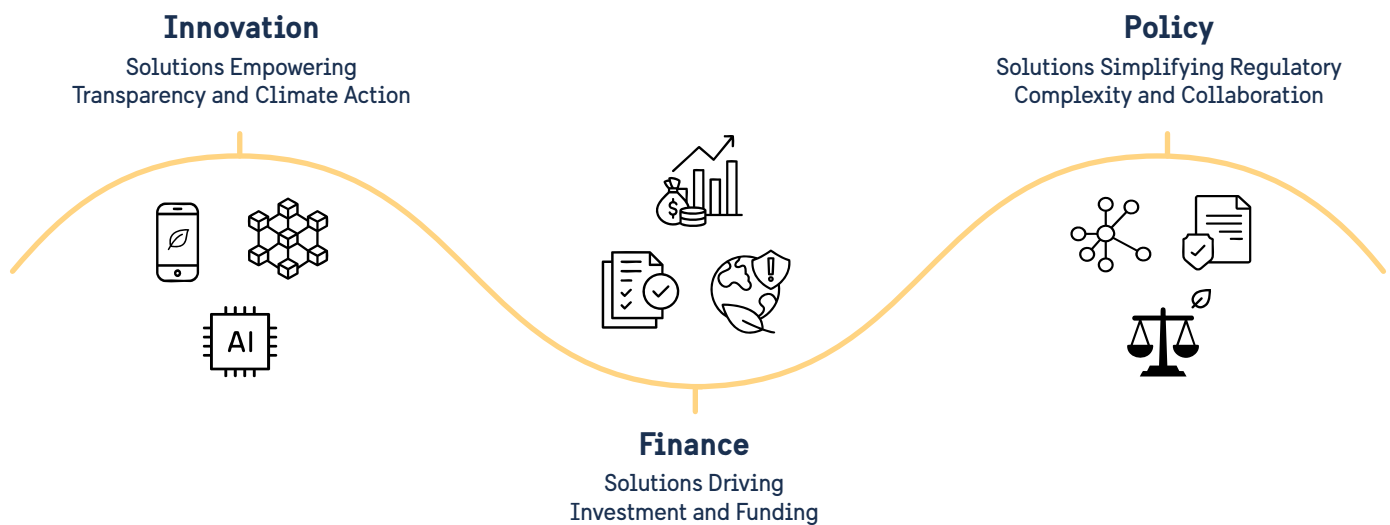 Innovation
Solutions Empowering
Transparency and Climate Action
AI
$
!
Finance
Solutions Driving
Investment and Funding
Policy
Solutions Simplifying Regulatory
Complexity and Collaboration